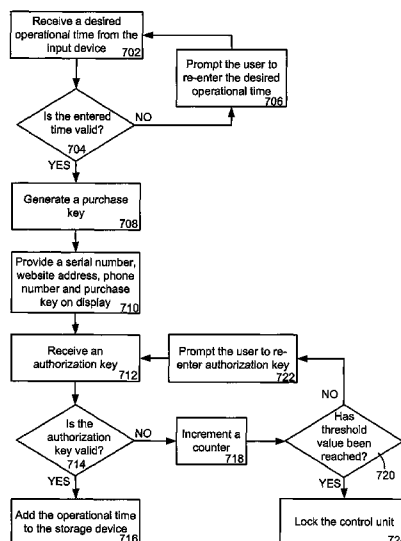 Receive a desired
operational time from the
input device
702
Prompt the user to
re-enter the desired
operational time
706
Is the entered
time valid?
704
NO
YES
Generate a purchase
key
708
Provide a serial number,
website address, phone
number and purchase
key on display
710
Receive an
authorization key
712
Prompt the user to re-
enter authorization key
722
Is the
authorization
key valid?
714
NO
Increment a
counter
718
Has
threshold
value been
reached?
720
NO
YES
YES
Add the operational time
to the storage device
716
Lock the control unit